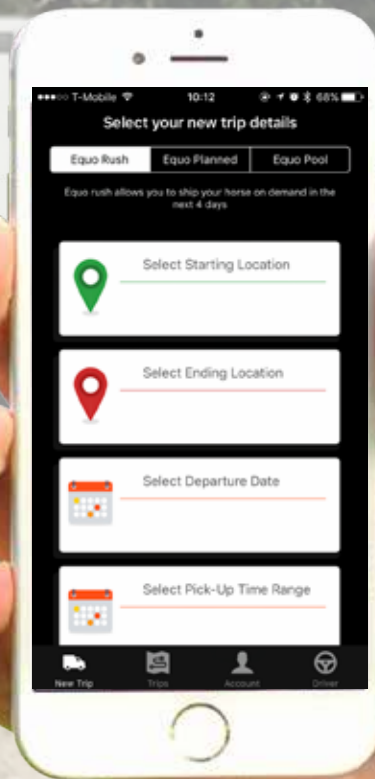 T-Mobile 10:12 68%
Select your new trip details
Equo Rush Equo Planned Equo Pool
Equo rush allows you to ship your horse on demand in the
next 4 days
Select Starting Location
Select Ending Location
Select Departure Date
Select Pick-Up Time Range
New Trip Trips Account Driver